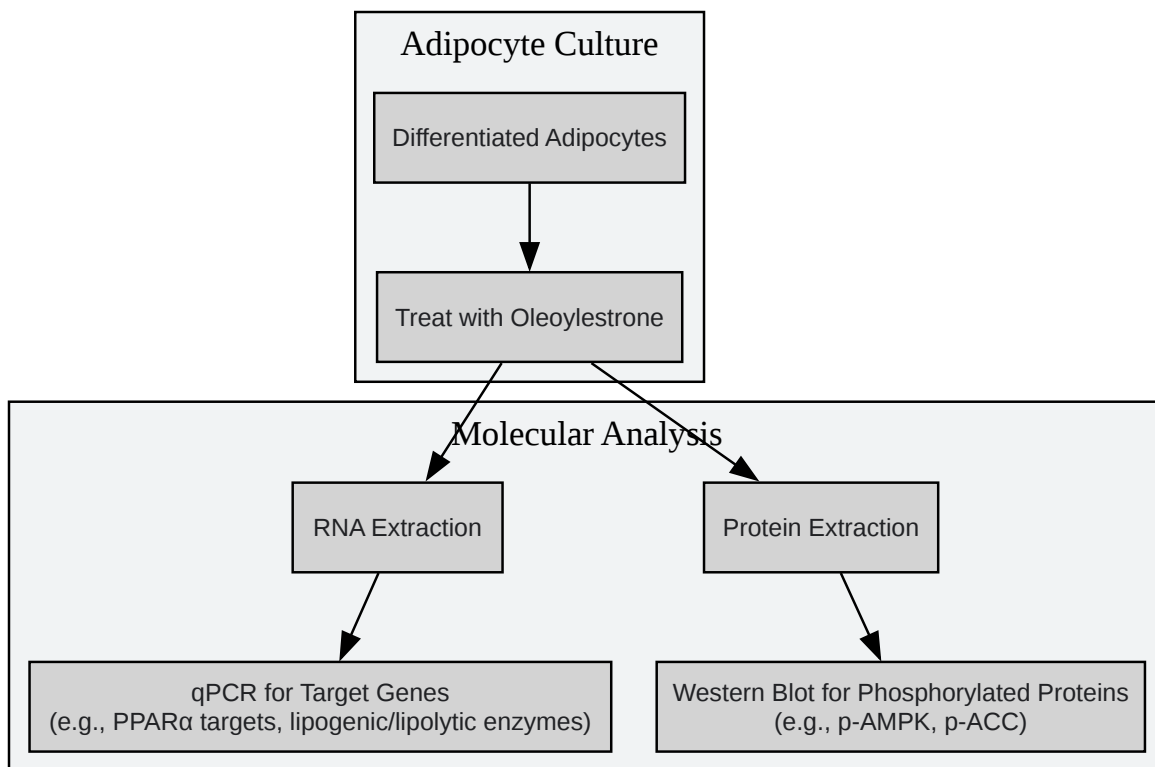 Adipocyte Culture
Differentiated Adipocytes
Treat with Oleoylestrone
Molecular Analysis
RNA Extraction
Protein Extraction
qPCR for Target Genes
(e.g., PPARα targets, lipogenic/lipolytic enzymes)
Western Blot for Phosphorylated Proteins
(e.g., p-AMPK, p-ACC)